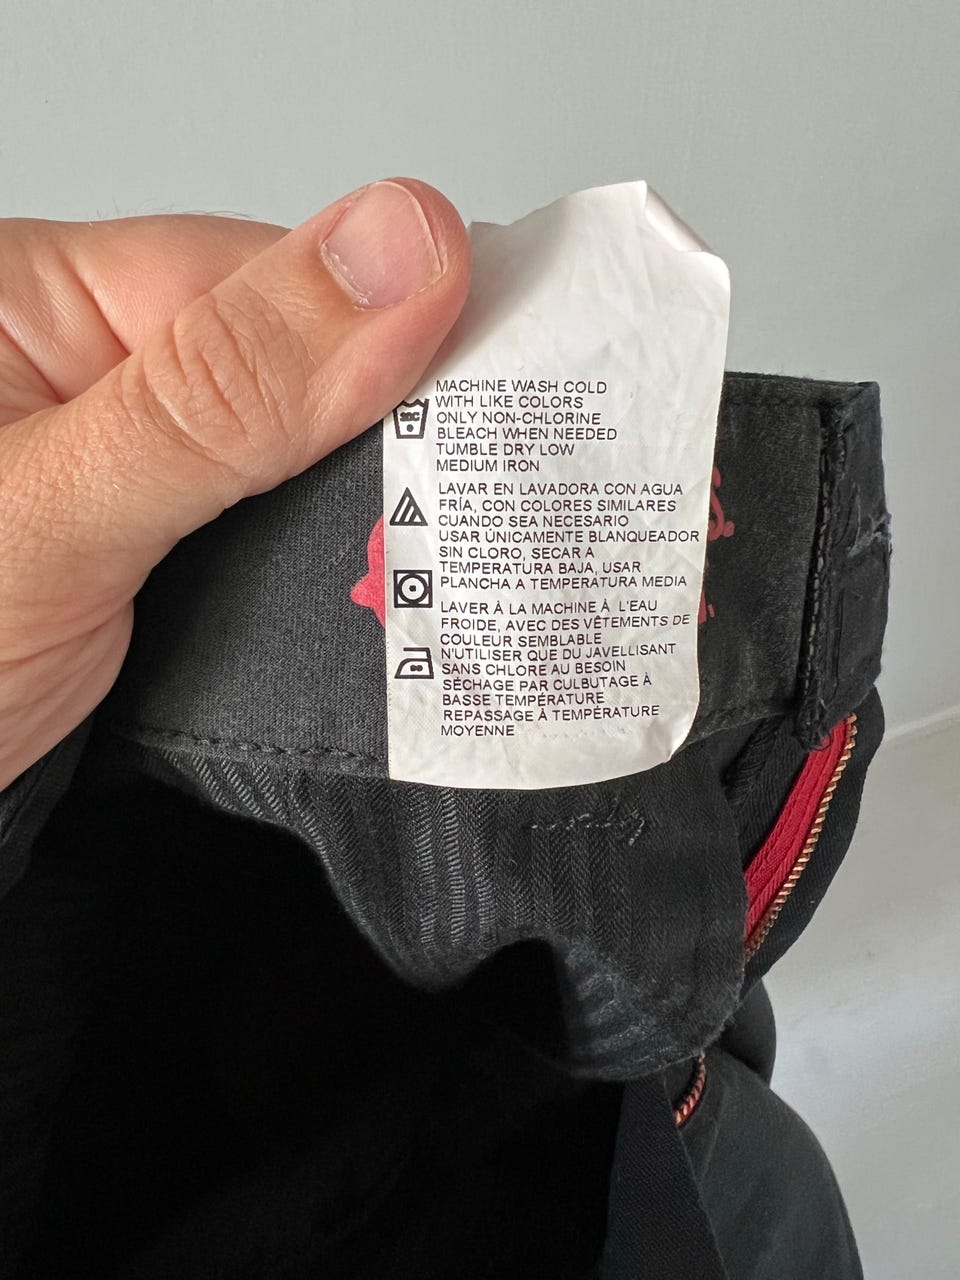 MACHINE WASH COLD
WITH LIKE COLORS
ONLY NON-CHLORINE
BLEACH WHEN NEEDED
TUMBLE DRY LOW
MEDIUM IRON
30C
LAVAR EN LAVADORA CON AGUA
FRÍA, CON COLORES SIMILARES
CUANDO SEA NECESARIO
USAR ÚNICAMENTE BLANQUEADOR
SIN CLORO, SECAR A
TEMPERATURA BAJA, USAR
PLANCHA A TEMPERATURA MEDIA
LAVER À LA MACHINE À L'EAU
FROIDE, AVEC DES VÊTEMENTS DE
COULEUR SEMBLABLE
N'UTILISER QUE DU JAVELLISANT
SANS CHLORE AU BESOIN
SÉCHAGE PAR CULBUTAGE À
BASSE TEMPÉRATURE
REPASSAGE À TEMPÉRATURE
MOYENNE